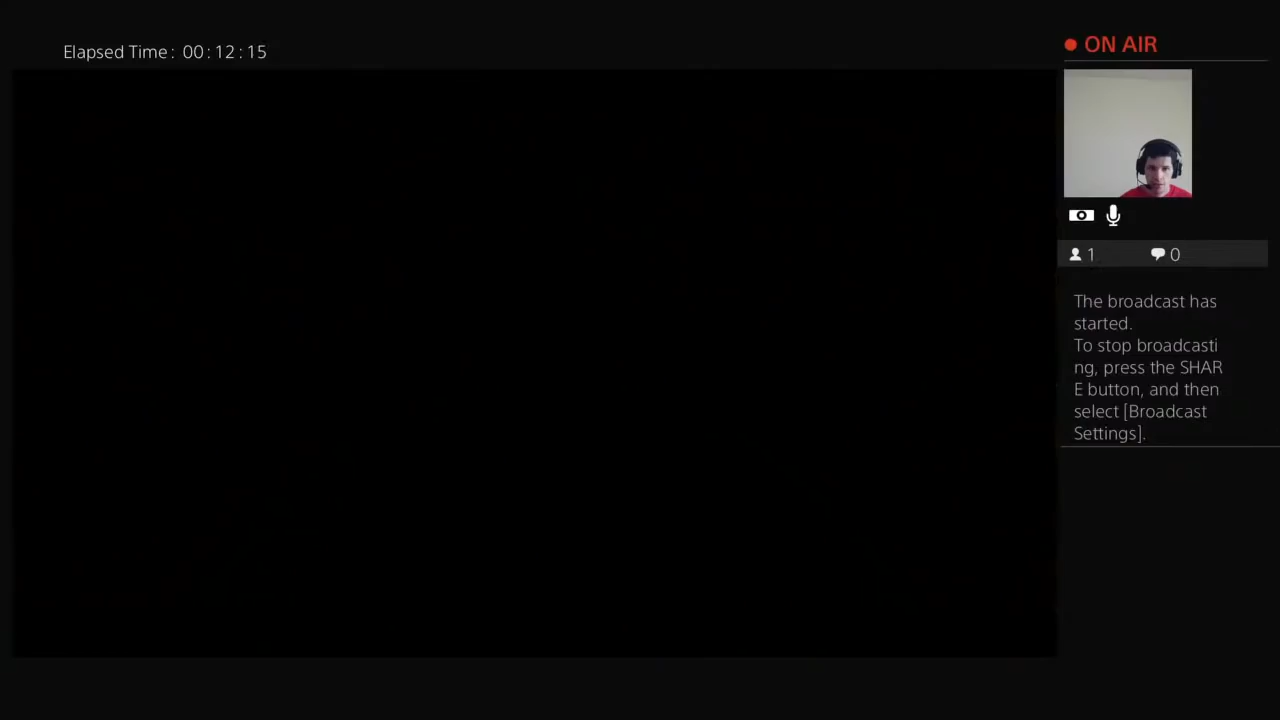 Elapsed Time: 00:12:15
ON AIR
1
0
The broadcast has
started.
To stop broadcasti
ng, press the SHAR
E button, and then
select [Broadcast
Settings].